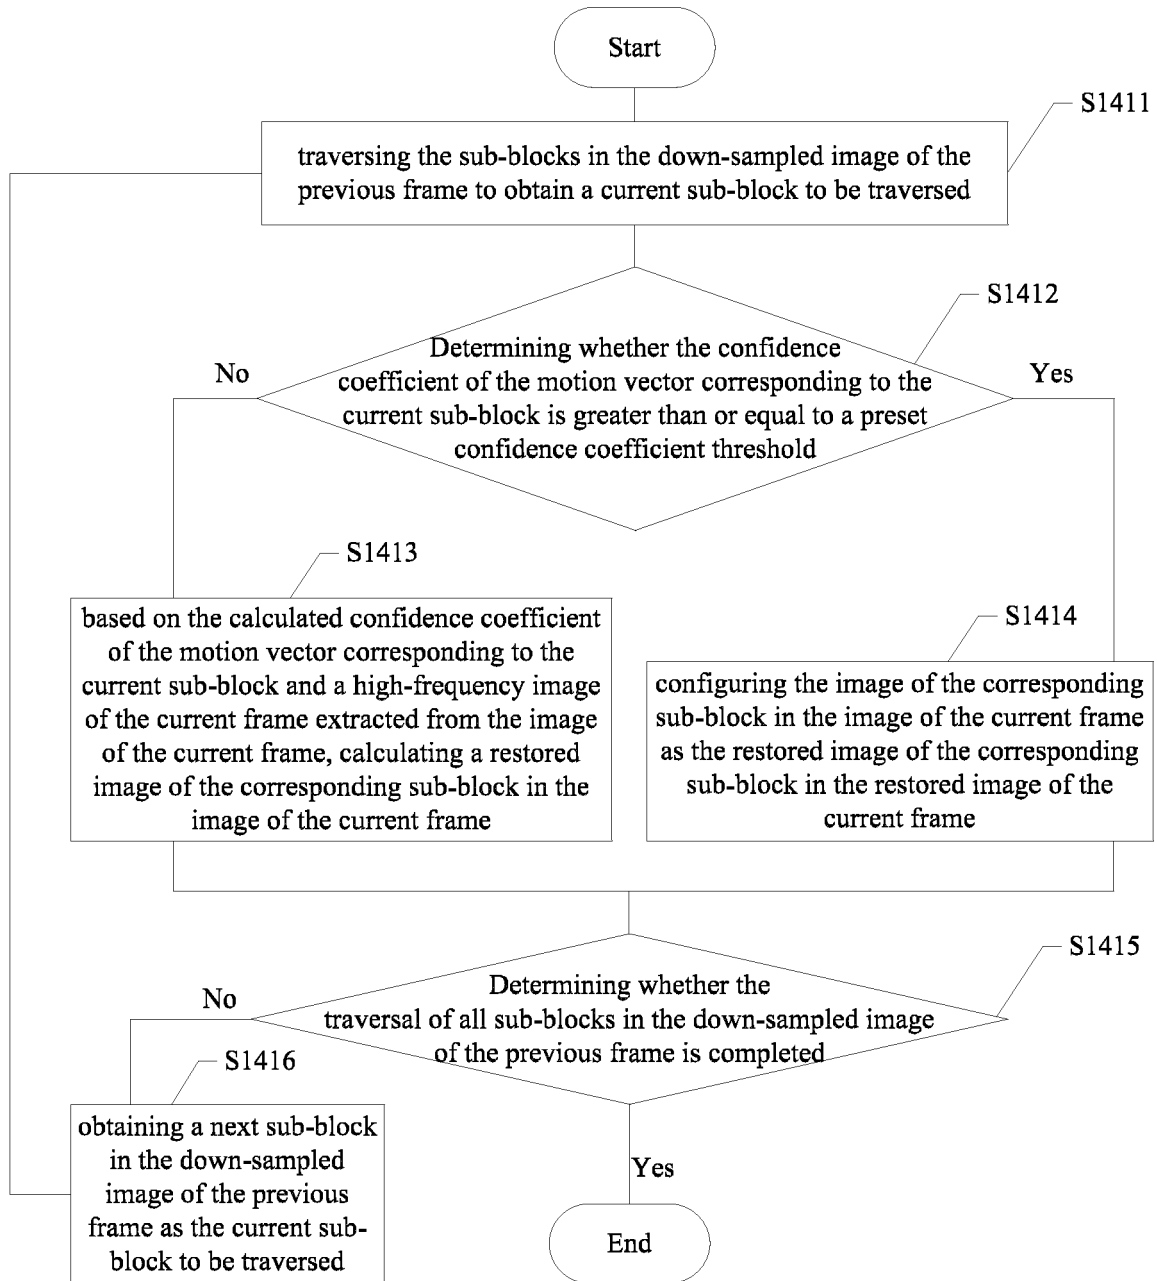 Start
S1411
traversing the sub-blocks in the down-sampled image of the
previous frame to obtain a current sub-block to be traversed
S1412
Determining whether the confidence
coefficient of the motion vector corresponding to the
current sub-block is greater than or equal to a preset
confidence coefficient threshold
No
Yes
S1413
based on the calculated confidence coefficient
of the motion vector corresponding to the
current sub-block and a high-frequency image
of the current frame extracted from the image
of the current frame, calculating a restored
image of the corresponding sub-block in the
image of the current frame
S1414
configuring the image of the corresponding
sub-block in the image of the current frame
as the restored image of the corresponding
sub-block in the restored image of the
current frame
S1415
Determining whether the
traversal of all sub-blocks in the down-sampled image
of the previous frame is completed
No
S1416
obtaining a next sub-block
in the down-sampled
image of the previous
frame as the current sub-
block to be traversed
Yes
End